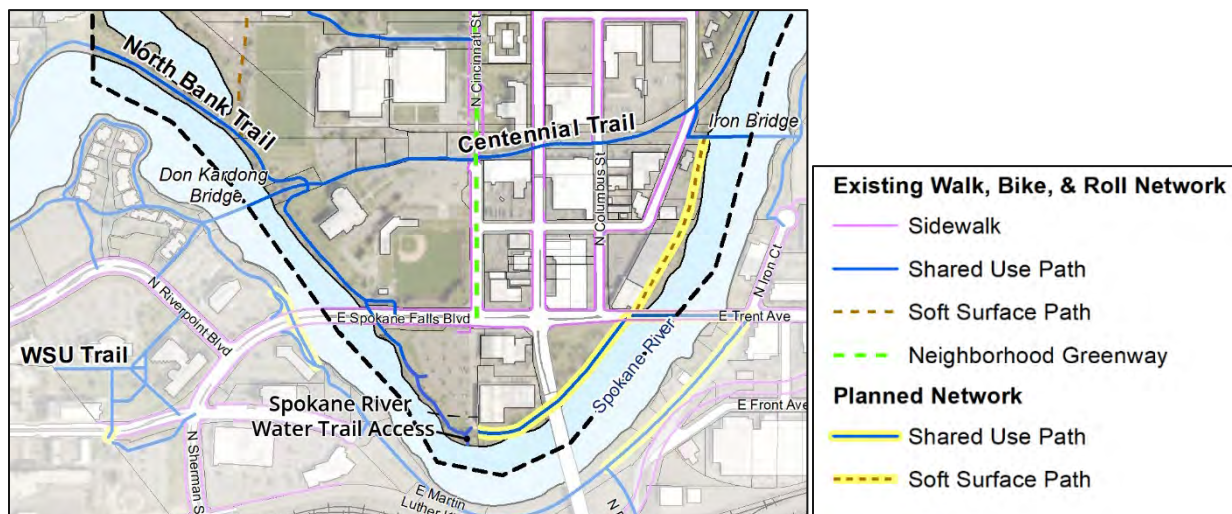 North Bank Trail
N Cincinnati St
Centennial Trail
Iron Bridge
Don Kardong
Bridge
N Columbus St
N Riverpoint Blvd
E Spokane Falls Blvd
E Trent Ave
N Iron Ct
WSU Trail
Spokane River
Spokane River
Water Trail Access
E Front Ave
N Sherman S
E Martin
Luther
N
Existing Walk, Bike, & Roll Network
Sidewalk
Shared Use Path
Soft Surface Path
Neighborhood Greenway
Planned Network
Shared Use Path
Soft Surface Path